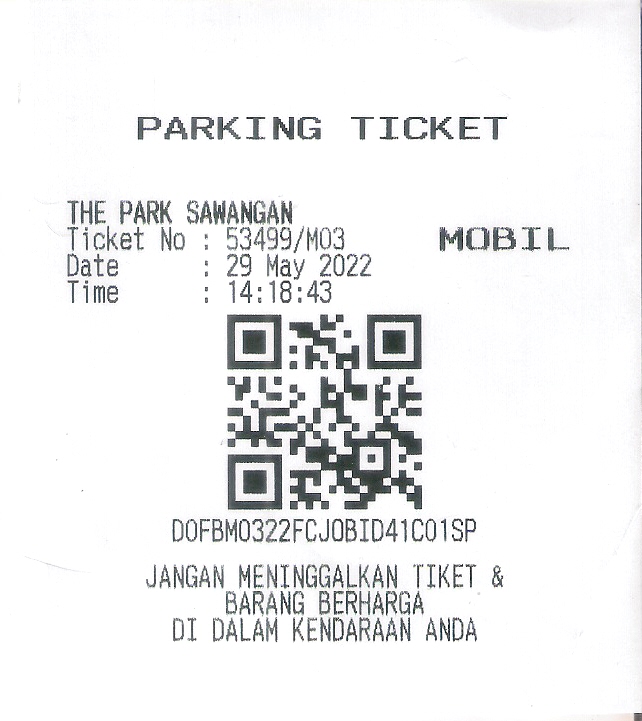 PARKING TICKET
THE PARK SAWANGAN
Ticket No : 53499/M03
MOBIL
Date : 29 May 2022
Time : 14:18:43
DOFBM0322FCJOBID41C01SP
JANGAN MENINGGALKAN TIKET &
BARANG BERHARGA
DI DALAM KENDARAAN ANDA